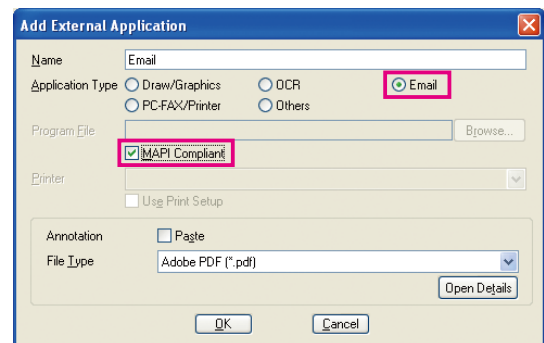 Add External Application
Name Email
Application Type Draw/Graphics OCR Email
PC-FAX/Printer Others
Program File Browse...
MAPI Compliant
Printer
Use Print Setup
Annotation Paste
File Type Adobe PDF (*.pdf)
Open Details
OK Cancel